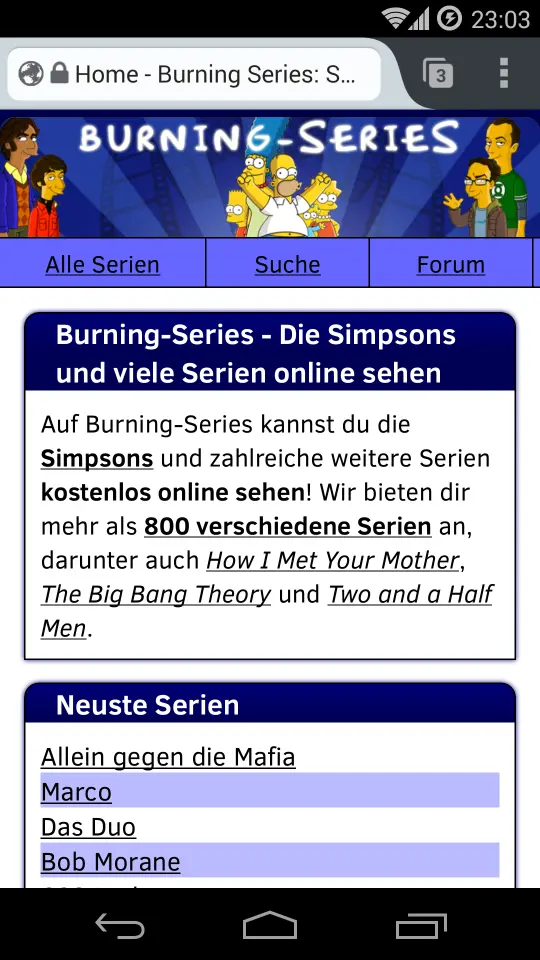 23:03
Home - Burning Series: S...
3
BURNING-SERIES
Alle Serien
Suche
Forum
Burning-Series - Die Simpsons
und viele Serien online sehen
Auf Burning-Series kannst du die
Simpsons und zahlreiche weitere Serien
kostenlos online sehen! Wir bieten dir
mehr als 800 verschiedene Serien an,
darunter auch How I Met Your Mother,
The Big Bang Theory und Two and a Half
Men.
Neuste Serien
Allein gegen die Mafia
Marco
Das Duo
Bob Morane